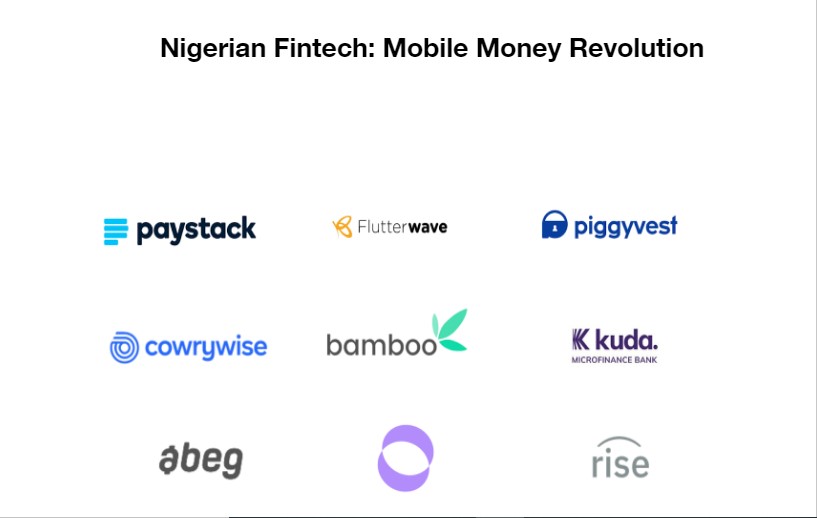 Nigerian Fintech: Mobile Money Revolution
paystack
Flutterwave
piggyvest
cowrywise
bamboo
kuda.
MICROFINANCE BANK
abeg
rise